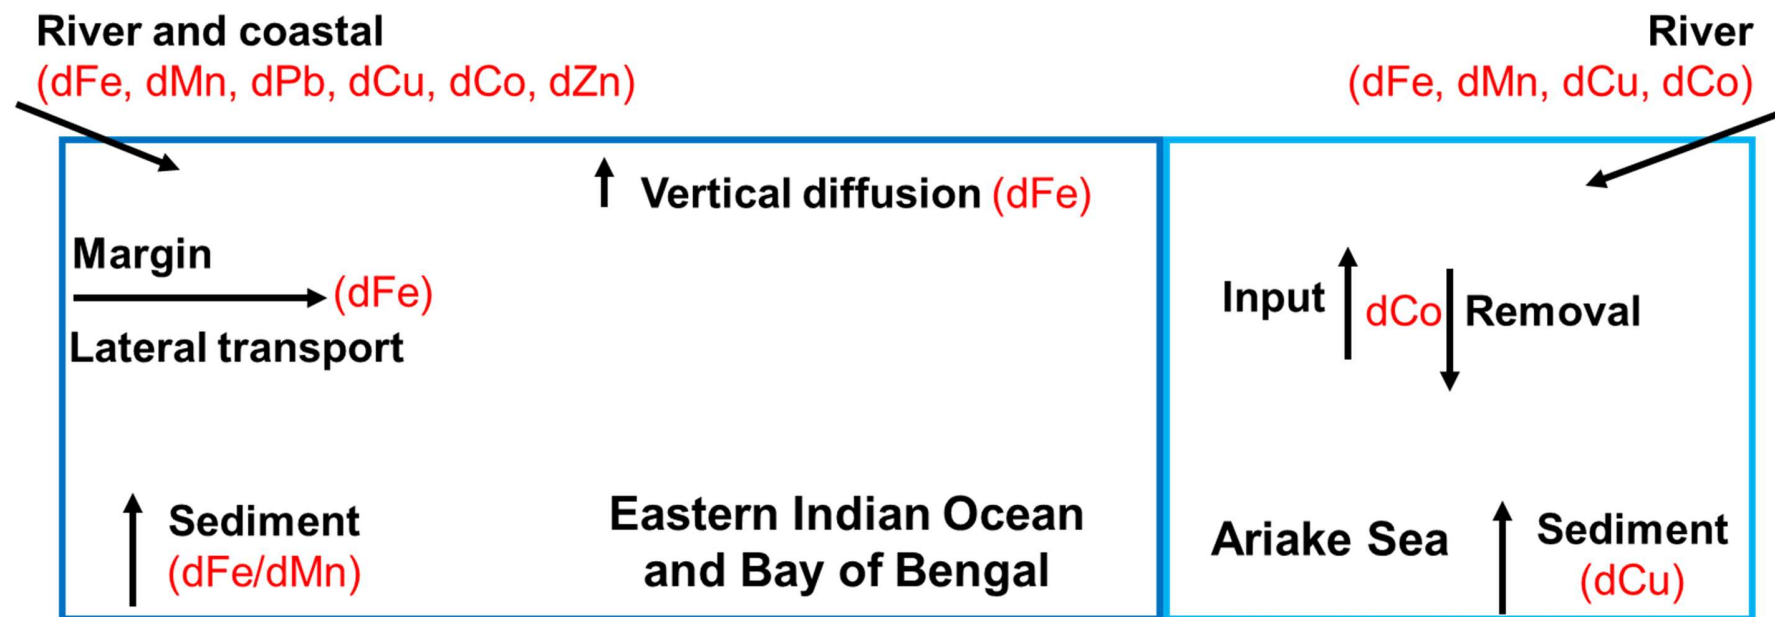 River and coastal
(dFe, dMn, dPb, dCu, dCo, dZn)
River
(dFe, dMn, dCu, dCo)
Vertical diffusion (dFe)
Margin
(dFe)
Lateral transport
Input
dCo
Removal
Sediment
(dFe/dMn)
Eastern Indian Ocean
and Bay of Bengal
Ariake Sea
Sediment
(dCu)